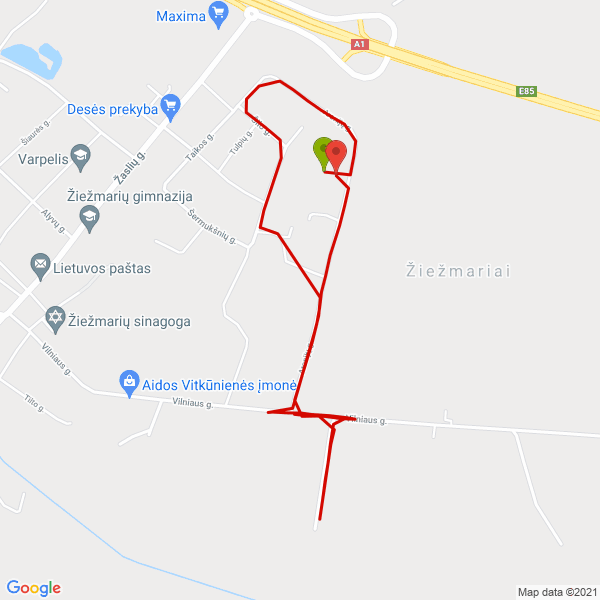 Maxima
A1
E85
Desės prekyba
Šiaurės g.
Varpelis
Žaslių g.
Taikos g.
Tulpių g.
Žiežmarių gimnazija
Alyvų g.
Šermukšnių g.
Lietuvos paštas
Žiežmariai
Žiežmarių sinagoga
Vilniaus g.
Aidos Vitkūnienės įmonė
Tilto g.
Vilniaus g.
Vilniaus g.
Google
Map data ©2021